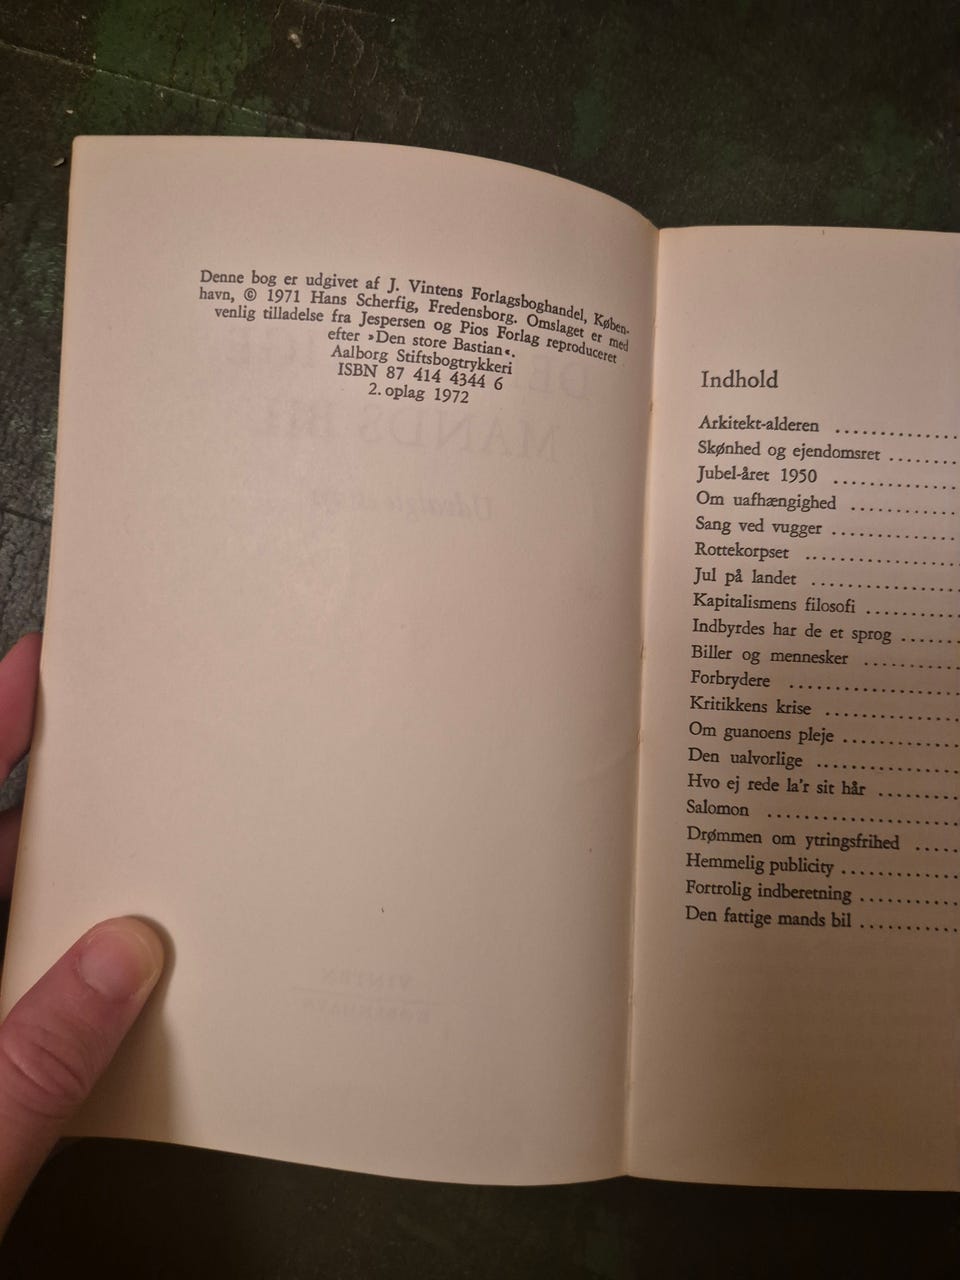 Denne bog er udgivet af J. Vintens Forlagsboghandel, Køben-
havn, © 1971 Hans Scherfig, Fredensborg. Omslaget er med
venlig tilladelse fra Jespersen og Pios Forlag reproduceret
efter »Den store Bastian«.
Aalborg Stiftsbogtrykkeri
ISBN 87 414 4344 6
2. oplag 1972
Indhold
Arkitekt-alderen ............
Skønhed og ejendomsret .......
Jubel-året 1950 ............
Om uafhængighed ...........
Sang ved vugger ............
Rottekorpset ...............
Jul på landet ..............
Kapitalismens filosofi .........
Indbyrdes har de et sprog ......
Biller og mennesker ..........
Forbrydere .................
Kritikkens krise .............
Om guanoens pleje ...........
Den ualvorlige ..............
Hvo ej rede la'r sit hår ........
Salomon ...................
Drømmen om ytringsfrihed .....
Hemmelig publicity ...........
Fortrolig indberetning .........
Den fattige mands bil .........